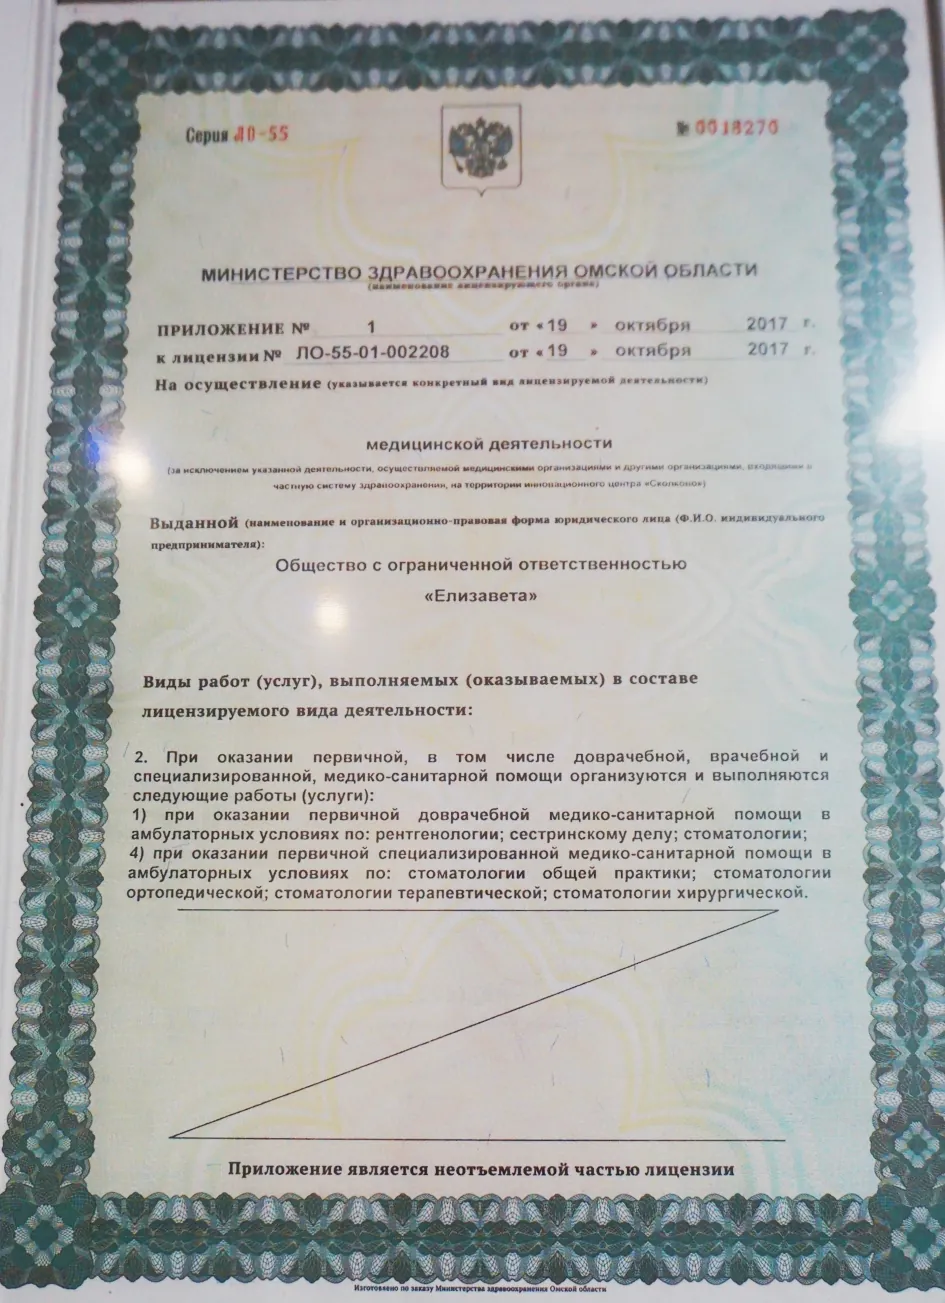 Серия ЛО-55
№ 0018270
МИНИСТЕРСТВО ЗДРАВООХРАНЕНИЯ ОМСКОЙ ОБЛАСТИ
(наименование лицензирующего органа)
ПРИЛОЖЕНИЕ № 1 от «19 » октября 2017 г.
к лицензии № ЛО-55-01-002208 от «19 » октября 2017 г.
На осуществление (указывается конкретный вид лицензируемой деятельности)
медицинской деятельности
(за исключением указанной деятельности, осуществляемой медицинскими организациями и другими организациями, входящими в
частную систему здравоохранения, на территории инновационного центра «Сколково»)
Выданной (наименование и организационно-правовая форма юридического лица (Ф.И.О. индивидуального
предпринимателя):
Общество с ограниченной ответственностью
«Елизавета»
Виды работ (услуг), выполняемых (оказываемых) в составе
лицензируемого вида деятельности:
2. При оказании первичной, в том числе доврачебной, врачебной и
специализированной, медико-санитарной помощи организуются и выполняются
следующие работы (услуги):
1) при оказании первичной доврачебной медико-санитарной помощи в
амбулаторных условиях по: рентгенологии; сестринскому делу; стоматологии;
4) при оказании первичной специализированной медико-санитарной помощи в
амбулаторных условиях по: стоматологии общей практики; стоматологии
ортопедической; стоматологии терапевтической; стоматологии хирургической.
Приложение является неотъемлемой частью лицензии
Изготовлено по заказу Министерства здравоохранения Омской области